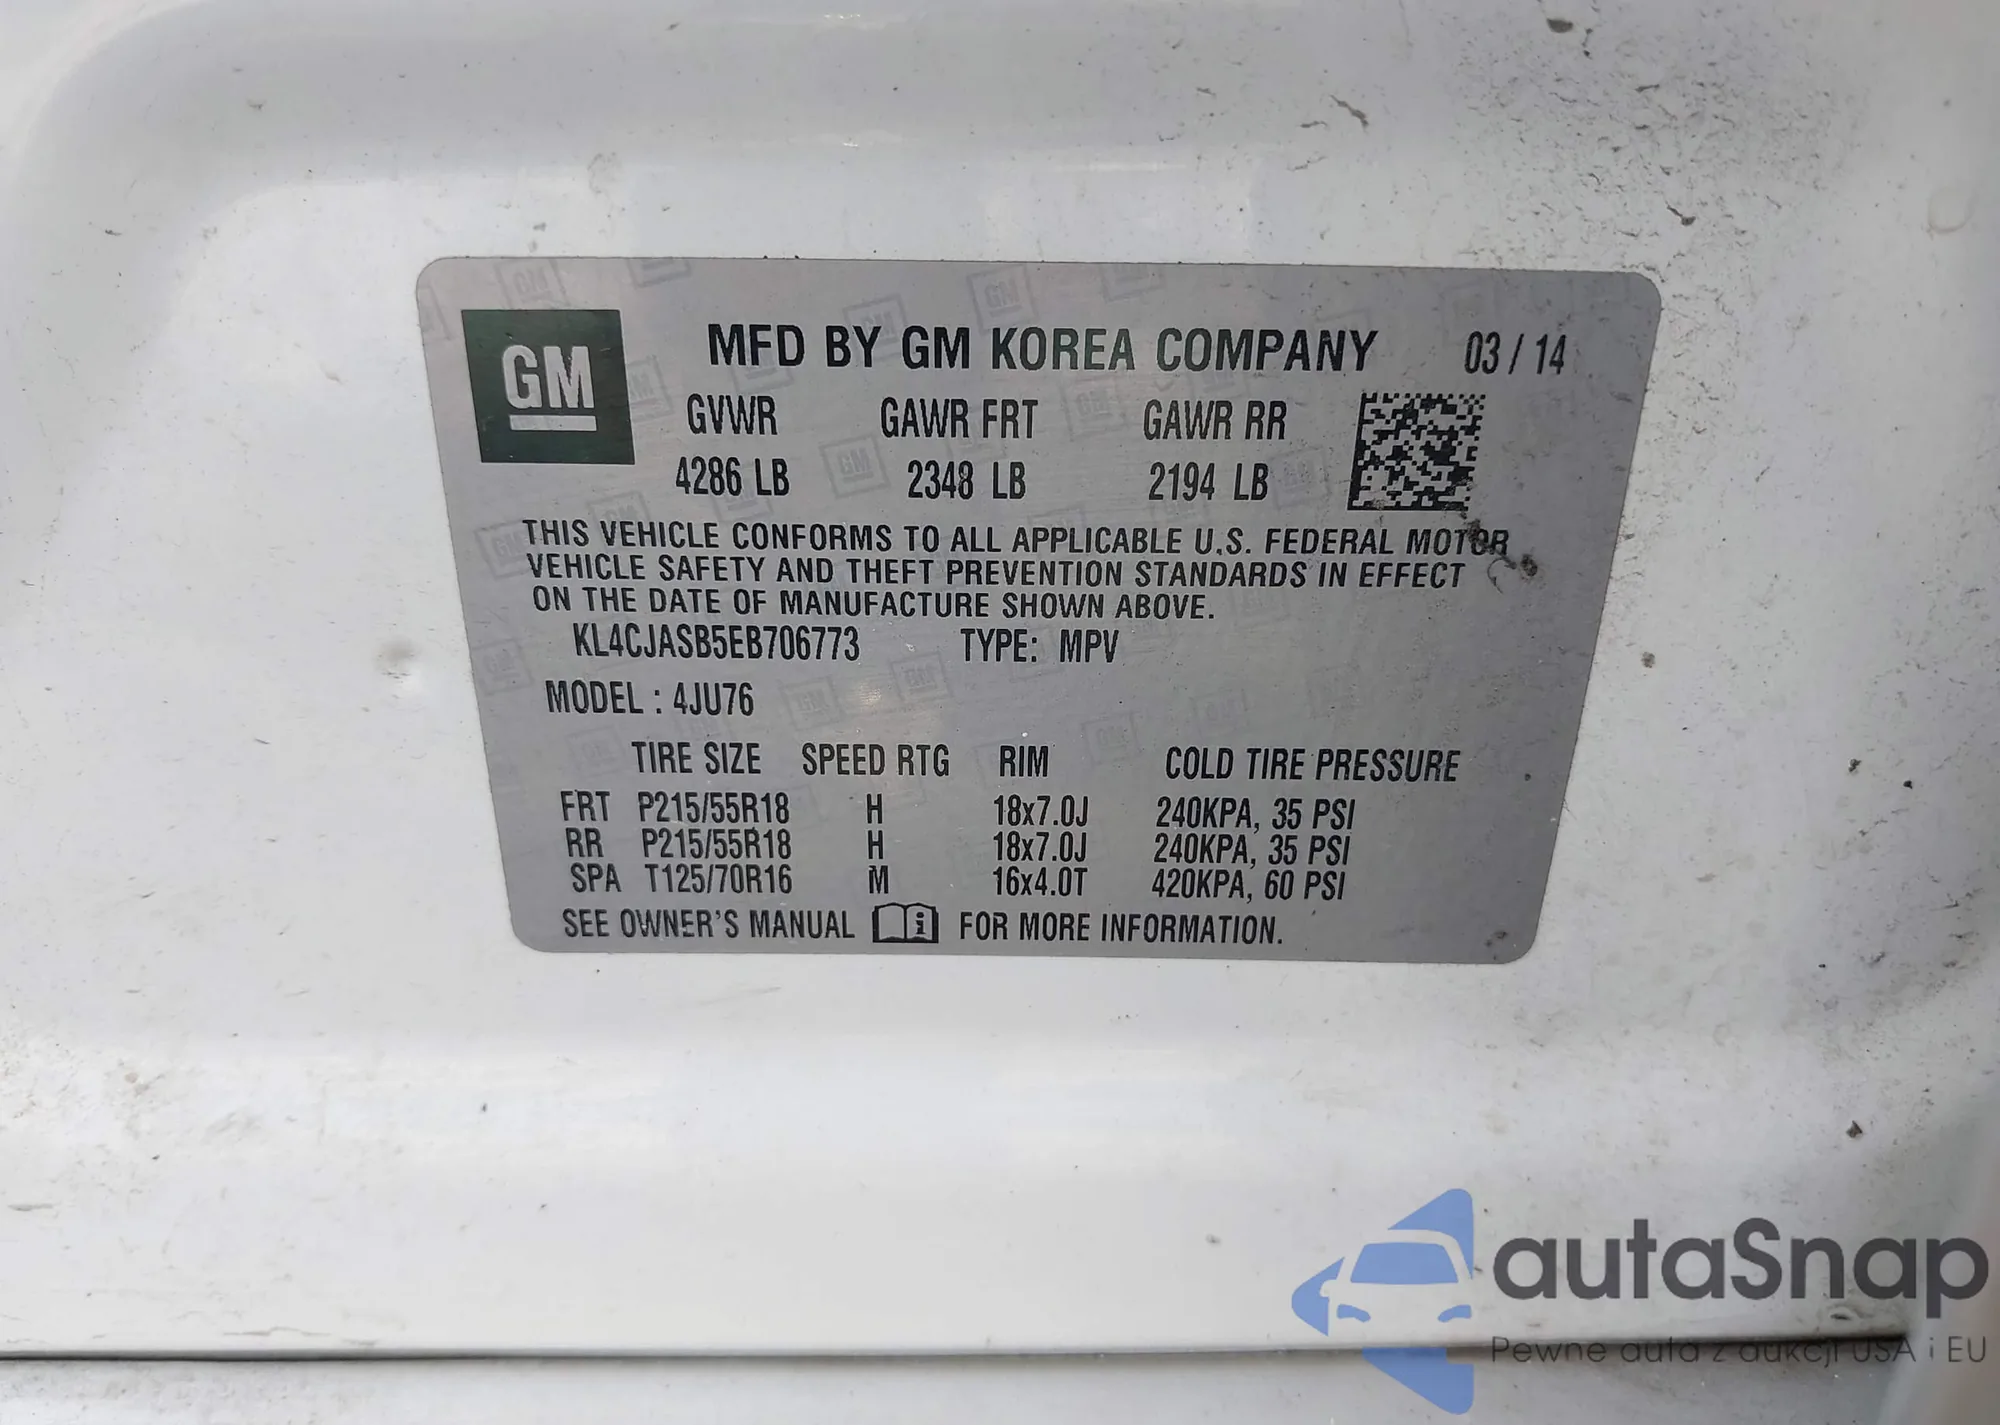 GM
MFD BY GM KOREA COMPANY 03 / 14
GVWR GAWR FRT GAWR RR
4286 LB 2348 LB 2194 LB
THIS VEHICLE CONFORMS TO ALL APPLICABLE U.S. FEDERAL MOTOR
VEHICLE SAFETY AND THEFT PREVENTION STANDARDS IN EFFECT
ON THE DATE OF MANUFACTURE SHOWN ABOVE.
KL4CJASB5EB706773 TYPE: MPV
MODEL : 4JU76
TIRE SIZE SPEED RTG RIM COLD TIRE PRESSURE
FRT P215/55R18 H 18x7.0J 240KPA, 35 PSI
RR P215/55R18 H 18x7.0J 240KPA, 35 PSI
SPA T125/70R16 M 16x4.0T 420KPA, 60 PSI
SEE OWNER'S MANUAL i FOR MORE INFORMATION.
autaSnap
Pewne auta z aukcji USA i EU